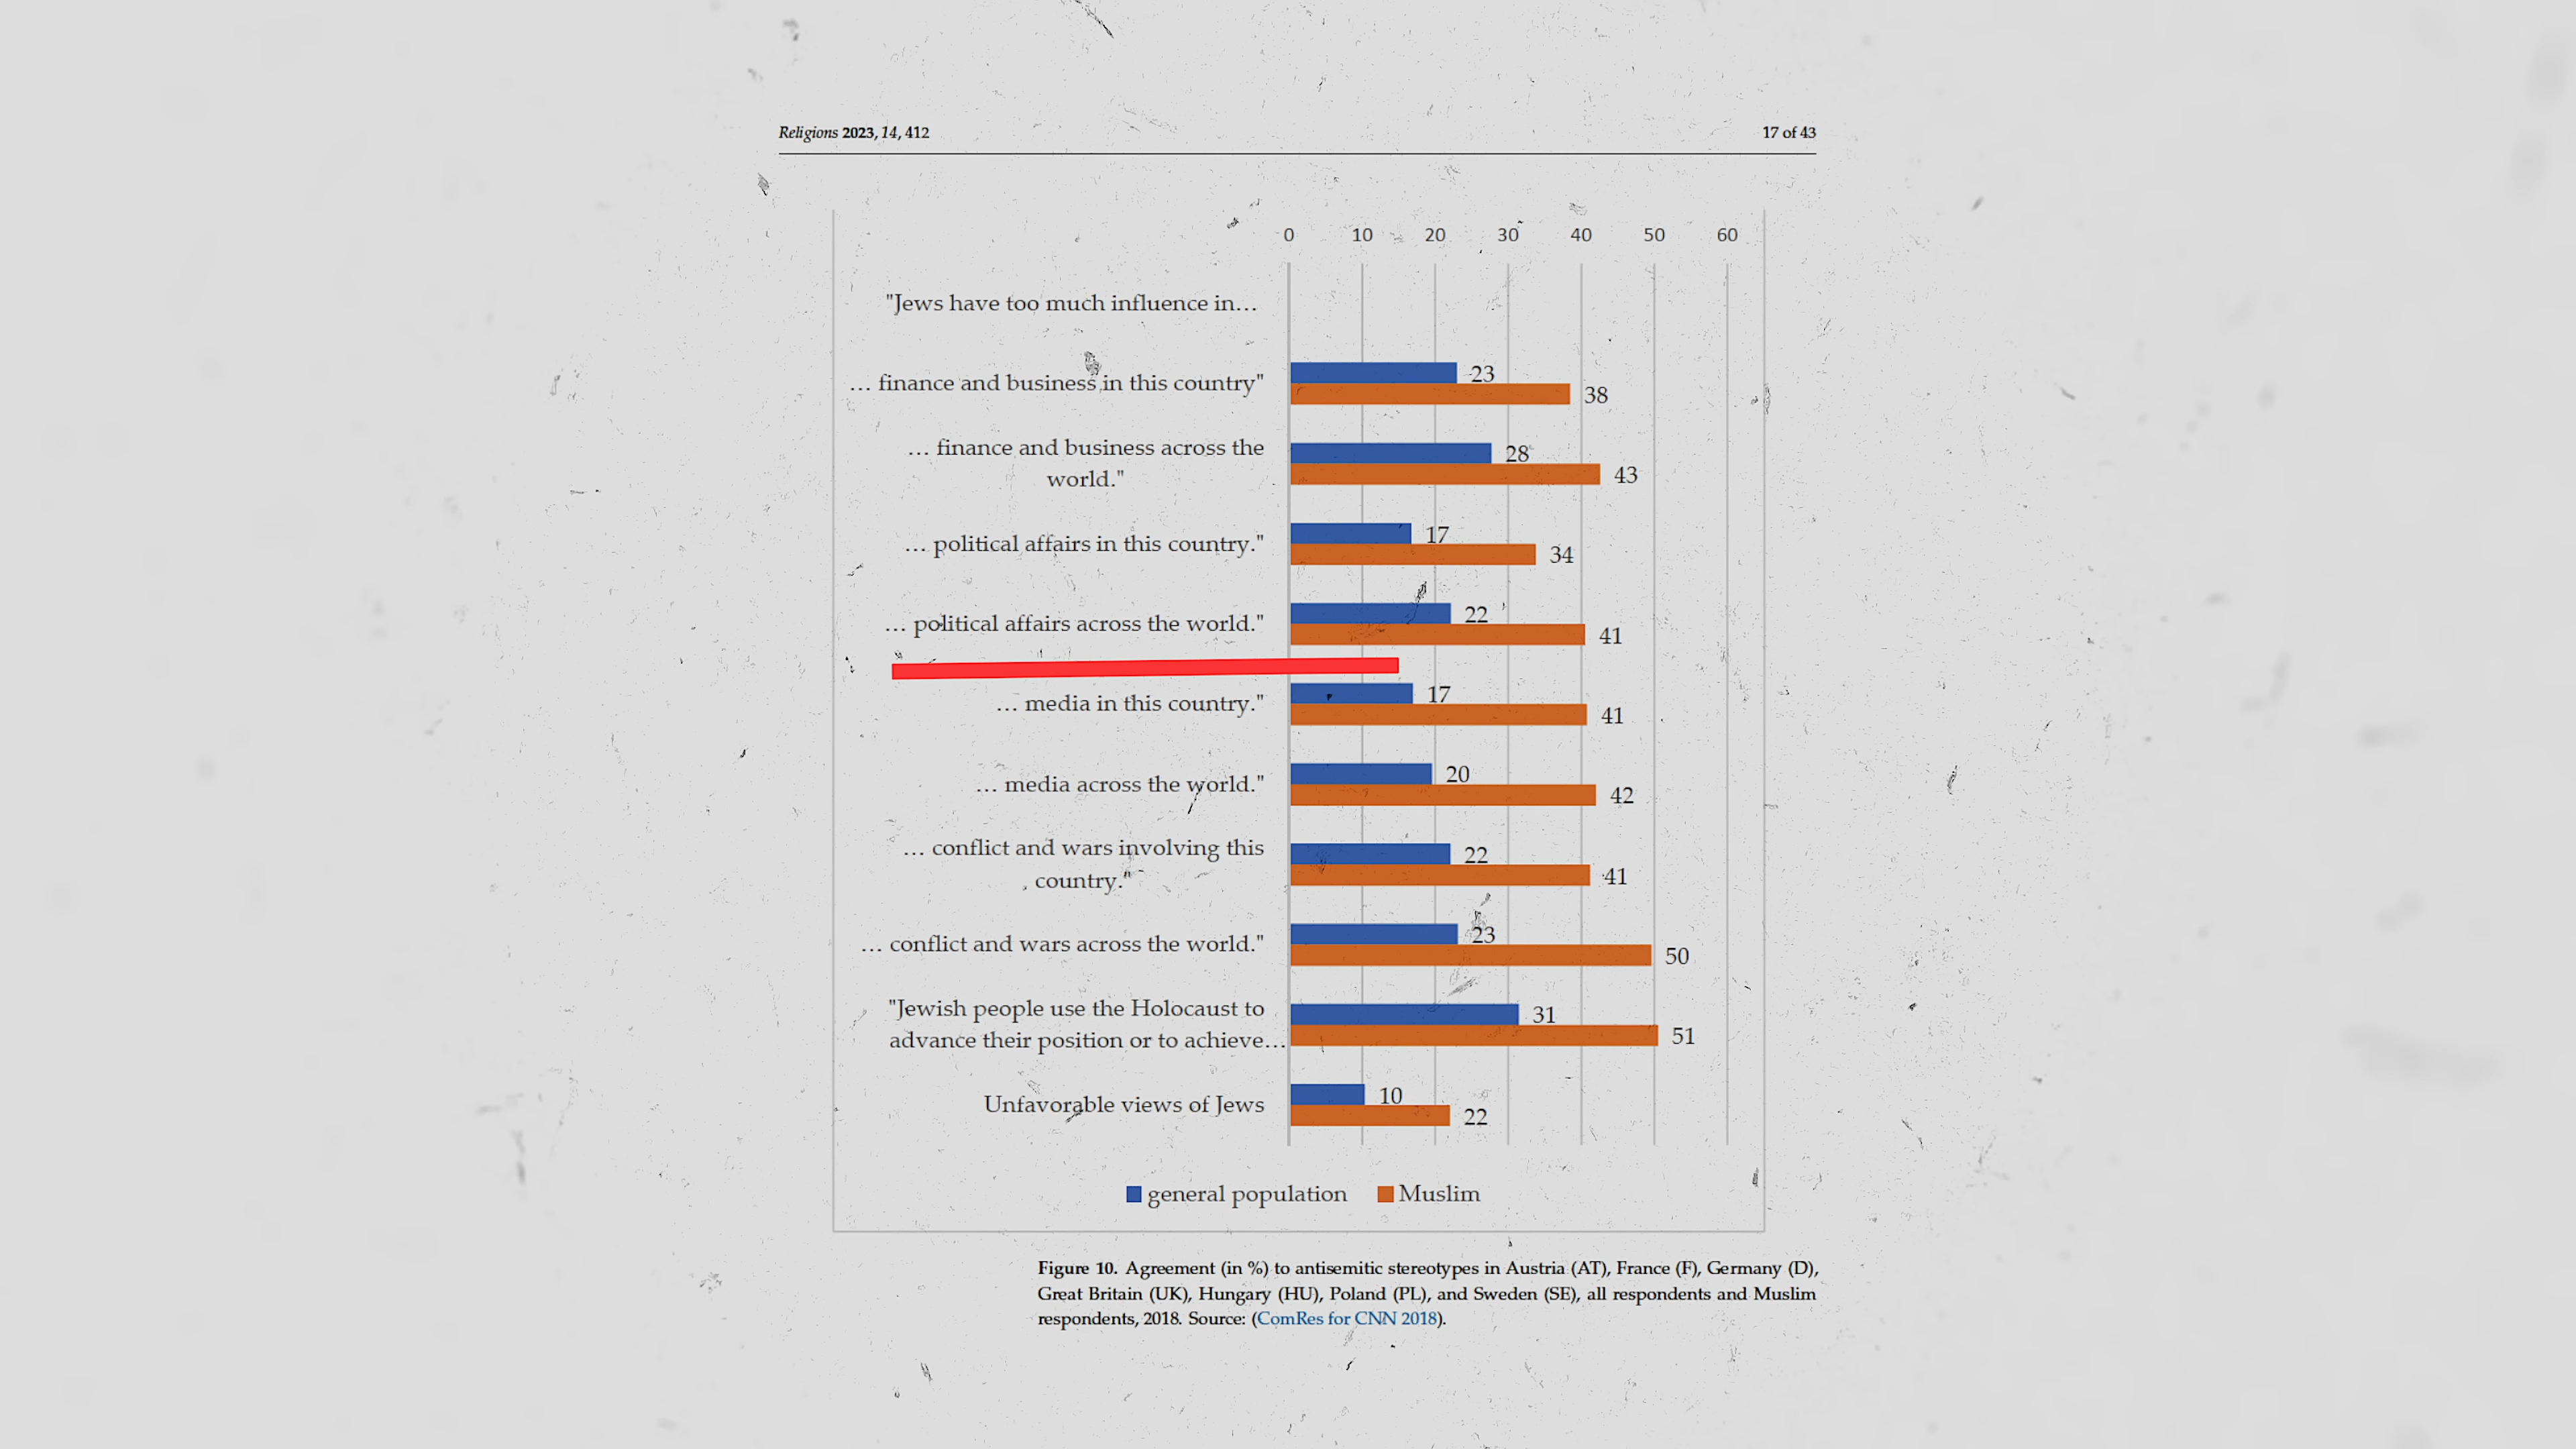 Religions 2023, 14, 412
17 of 43
0 10 20 30 40 50 60
"Jews have too much influence in…
… finance and business in this country"
23
38
… finance and business across the
world."
28
43
… political affairs in this country."
17
34
… political affairs across the world."
22
41
… media in this country."
17
41
… media across the world."
20
42
… conflict and wars involving this
country."
22
41
… conflict and wars across the world."
23
50
"Jewish people use the Holocaust to
advance their position or to achieve…
31
51
Unfavorable views of Jews
10
22
general population Muslim
Figure 10. Agreement (in %) to antisemitic stereotypes in Austria (AT), France (F), Germany (D),
Great Britain (UK), Hungary (HU), Poland (PL), and Sweden (SE), all respondents and Muslim
respondents, 2018. Source: (ComRes for CNN 2018).